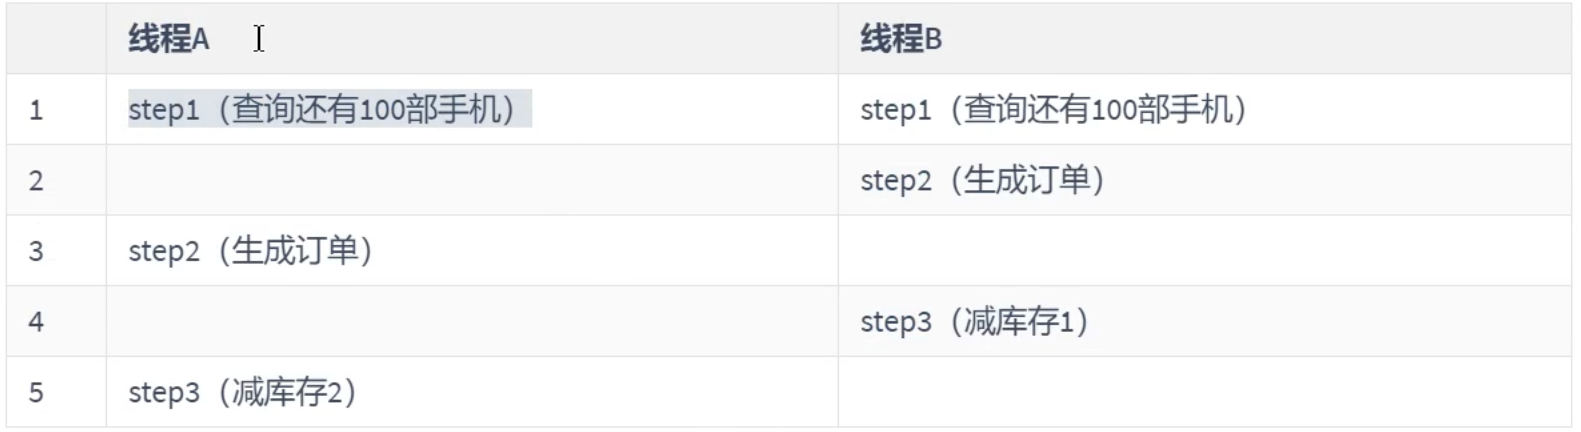 线程A 线程B
1 step1（查询还有100部手机） step1（查询还有100部手机）
2 step2（生成订单）
3 step2（生成订单）
4 step3（减库存1）
5 step3（减库存2）